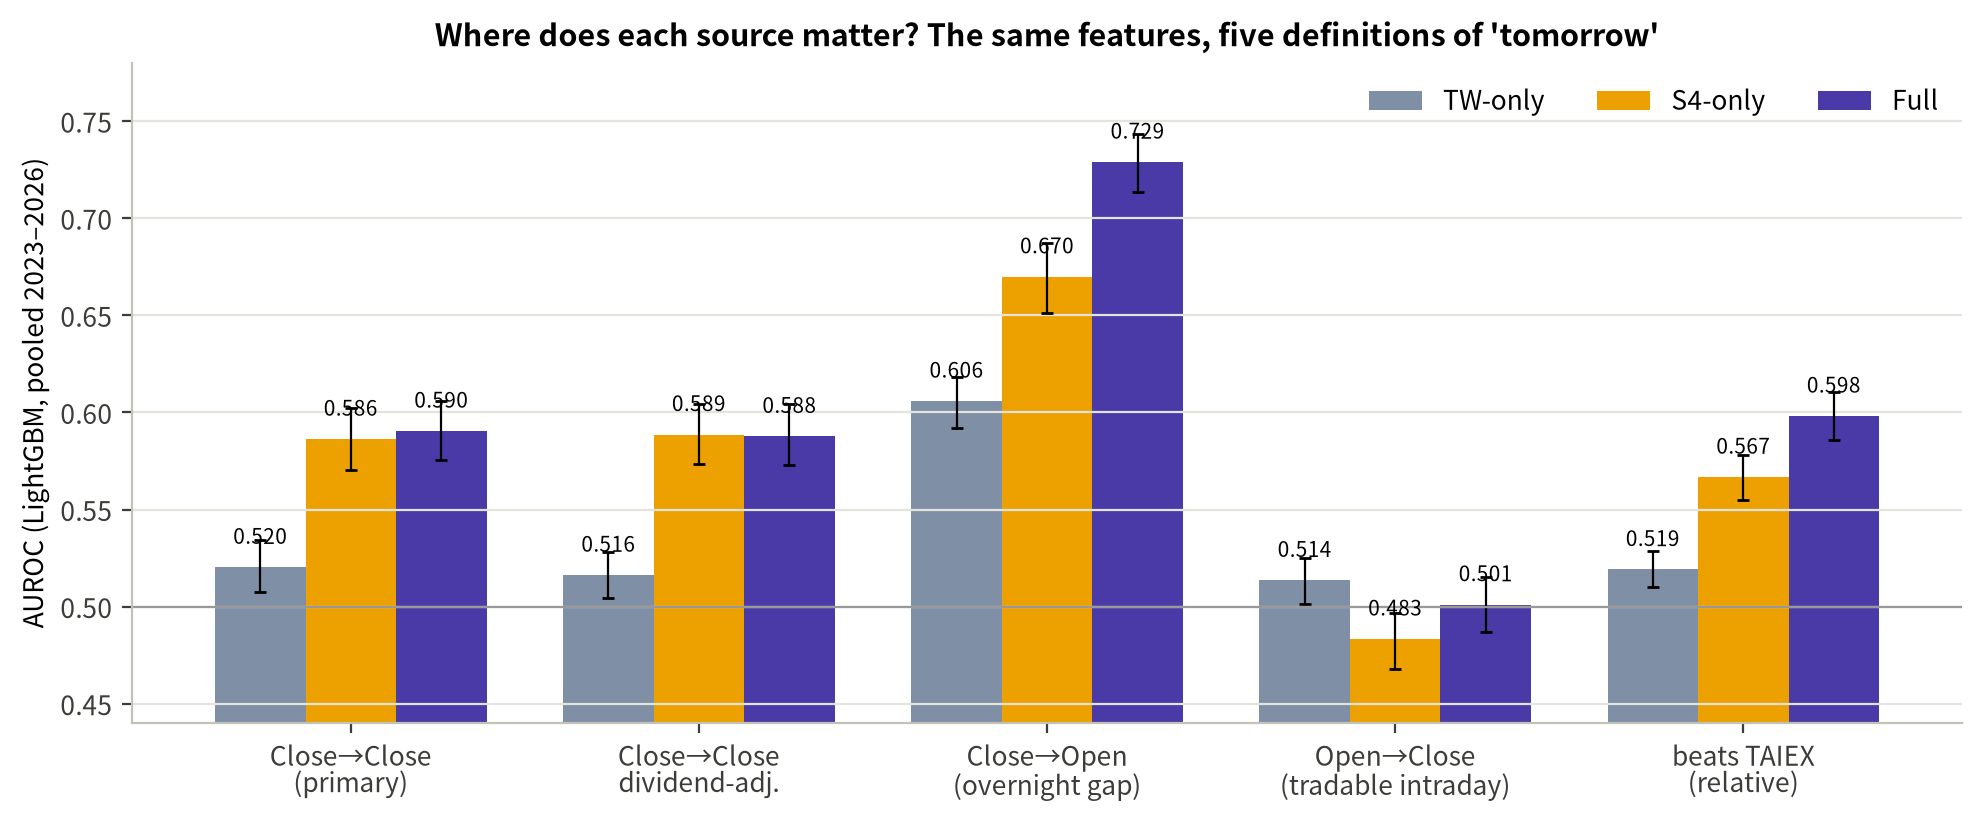 Where does each source matter? The same features, five definitions of 'tomorrow'
TW-only
S4-only
Full
AUROC (LightGBM, pooled 2023–2026)
0.75
0.70
0.65
0.60
0.55
0.50
0.45
0.520
0.586
0.590
0.516
0.589
0.588
0.606
0.670
0.729
0.514
0.483
0.501
0.519
0.567
0.598
Close→Close
(primary)
Close→Close
dividend-adj.
Close→Open
(overnight gap)
Open→Close
(tradable intraday)
beats TAIEX
(relative)